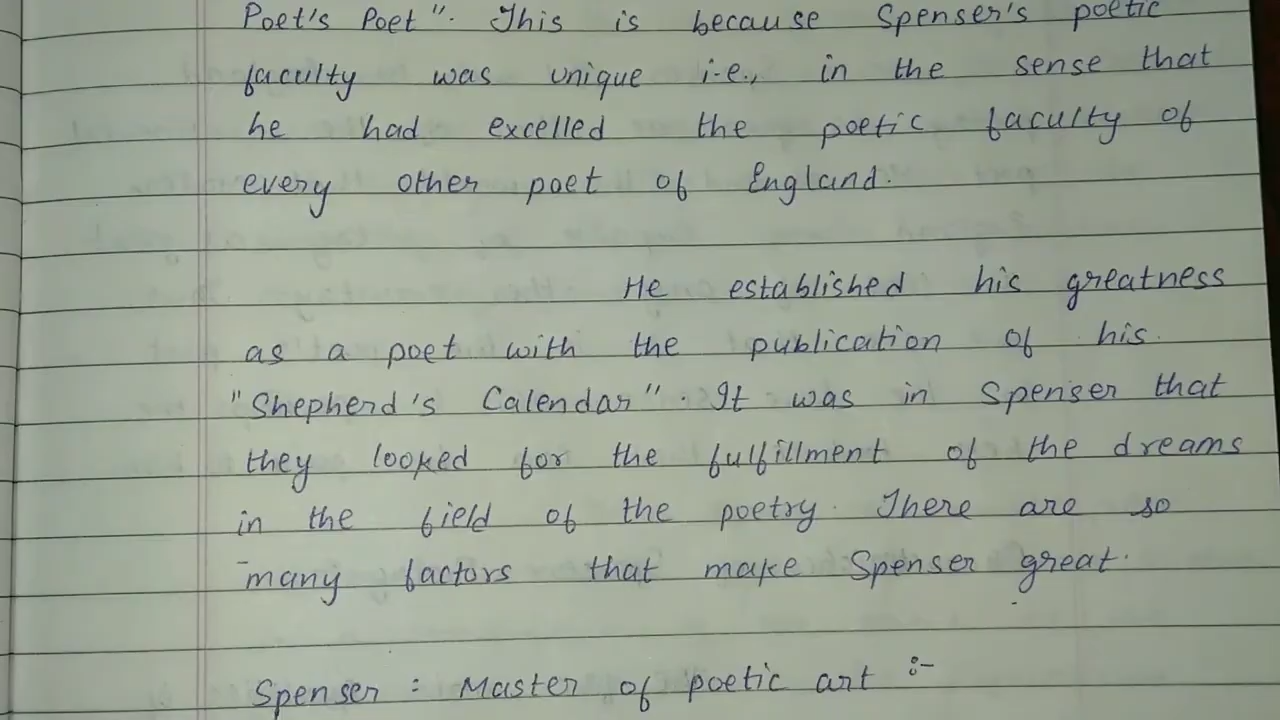 Poet's Poet". This is because Spenser's poetic
faculty was unique i.e., in the sense that
he had excelled the poetic faculty of
every other poet of England.
He established his greatness
as a poet with the publication of his
"Shepherd's Calendar". It was in Spenser that
they looked for the fulfillment of the dreams
in the field of the poetry. There are so
many factors that make Spenser great.
Spenser : Master of poetic art :-